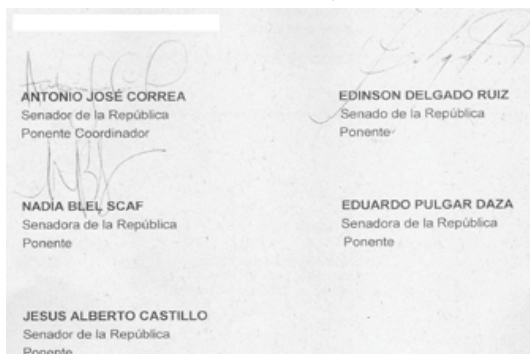 ANTONIO JOSÉ CORREA
Senador de la República
Ponente Coordinador
EDINSON DELGADO RUIZ
Senado de la República
Ponente
NADIA BLEL SCAF
Senadora de la República
Ponente
EDUARDO PULGAR DAZA
Senadora de la República
Ponente
JESUS ALBERTO CASTILLO
Senador de la República
Ponente